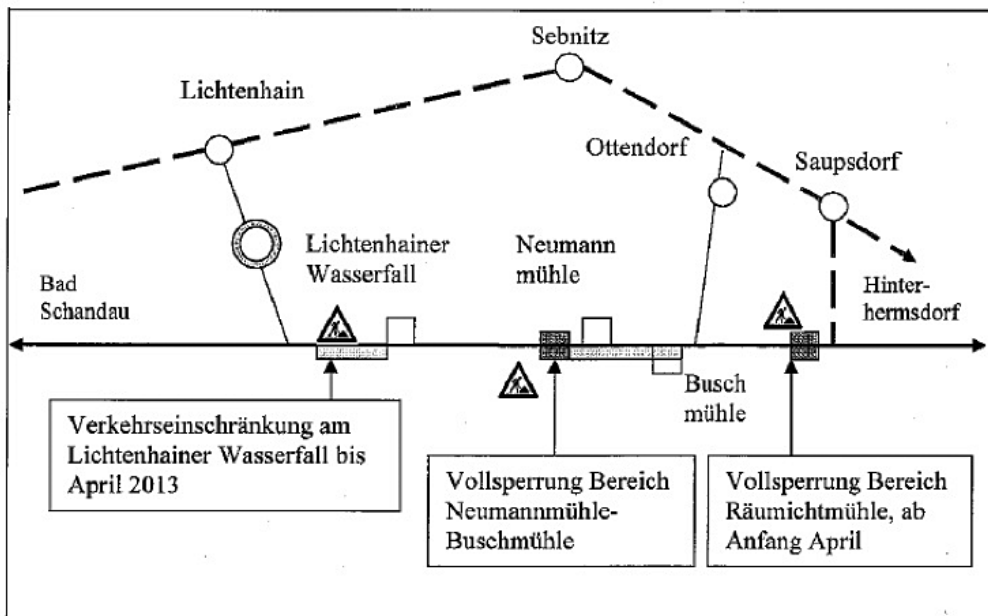 Sebnitz
Lichtenhain
Ottendorf
Saupsdorf
Lichtenhainer
Wasserfall
Neumann
mühle
Bad
Schandau
Hinter-
hermsdorf
Busch
mühle
Verkehrseinschränkung am
Lichtenhainer Wasserfall bis
April 2013
Vollsperrung Bereich
Neumannmühle-
Buschmühle
Vollsperrung Bereich
Räumichtmühle, ab
Anfang April